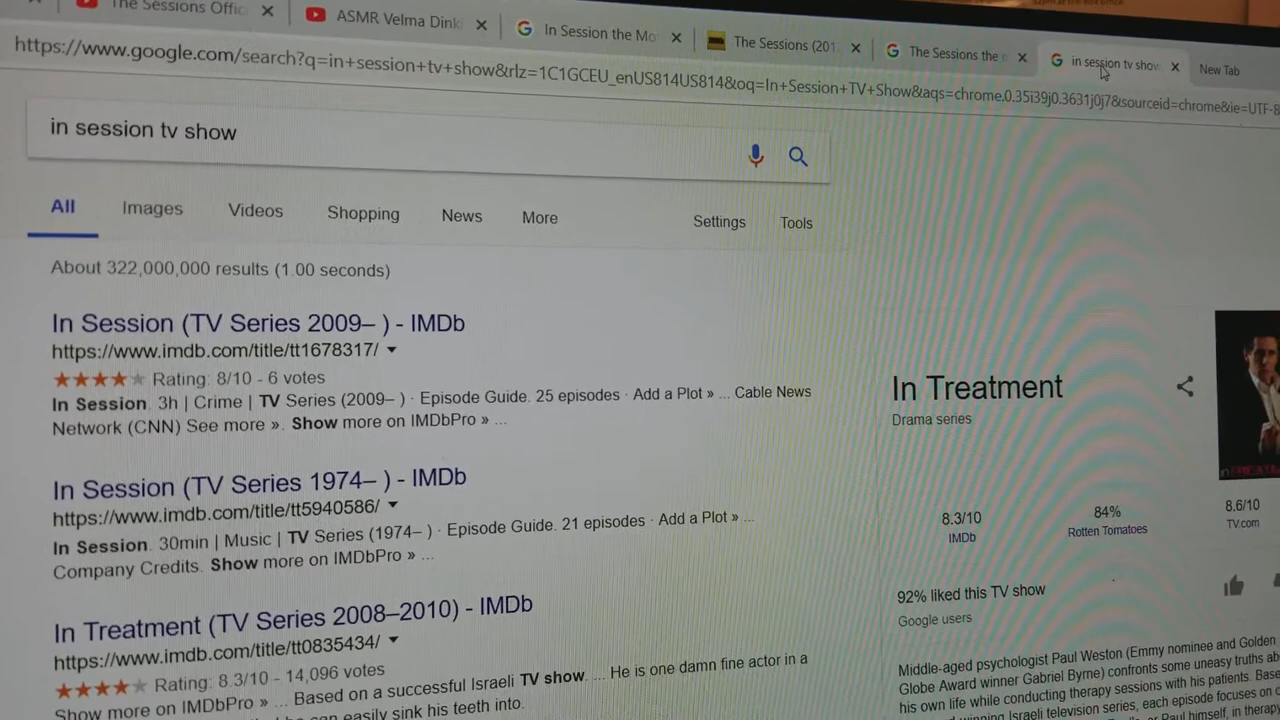 The Sessions Offic
ASMR Velma Dink
In Session the Mo
The Sessions (201
The Sessions the
in session tv show
New Tab
https://www.google.com/search?q=in+session+tv+show&rlz=1C1GCEU_enUS814US814&oq=In+Session+TV+Show&aqs=chrome.0.35i39j0.3631j0j7&sourceid=chrome&ie=UTF-8
in session tv show
All
Images
Videos
Shopping
News
More
Settings
Tools
About 322,000,000 results (1.00 seconds)
In Session (TV Series 2009– ) - IMDb
https://www.imdb.com/title/tt1678317/
Rating: 8/10 - 6 votes
In Session. 3h | Crime | TV Series (2009– ) · Episode Guide. 25 episodes · Add a Plot » ... Cable News
Network (CNN) See more ». Show more on IMDbPro » ...
In Session (TV Series 1974– ) - IMDb
https://www.imdb.com/title/tt5940586/
In Session. 30min | Music | TV Series (1974– ) · Episode Guide. 21 episodes · Add a Plot » ...
Company Credits. Show more on IMDbPro » ...
In Treatment (TV Series 2008–2010) - IMDb
https://www.imdb.com/title/tt0835434/
Rating: 8.3/10 - 14,096 votes
Show more on IMDbPro » ... Based on a successful Israeli TV show. ... He is one damn fine actor in a
can easily sink his teeth into.
In Treatment
Drama series
8.3/10
IMDb
84%
Rotten Tomatoes
8.6/10
TV.com
92% liked this TV show
Google users
Middle-aged psychologist Paul Weston (Emmy nominee and Golden
Globe Award winner Gabriel Byrne) confronts some uneasy truths ab
his own life while conducting therapy sessions with his patients. Base
winning Israeli television series, each episode focuses on
Paul himself, in therapy